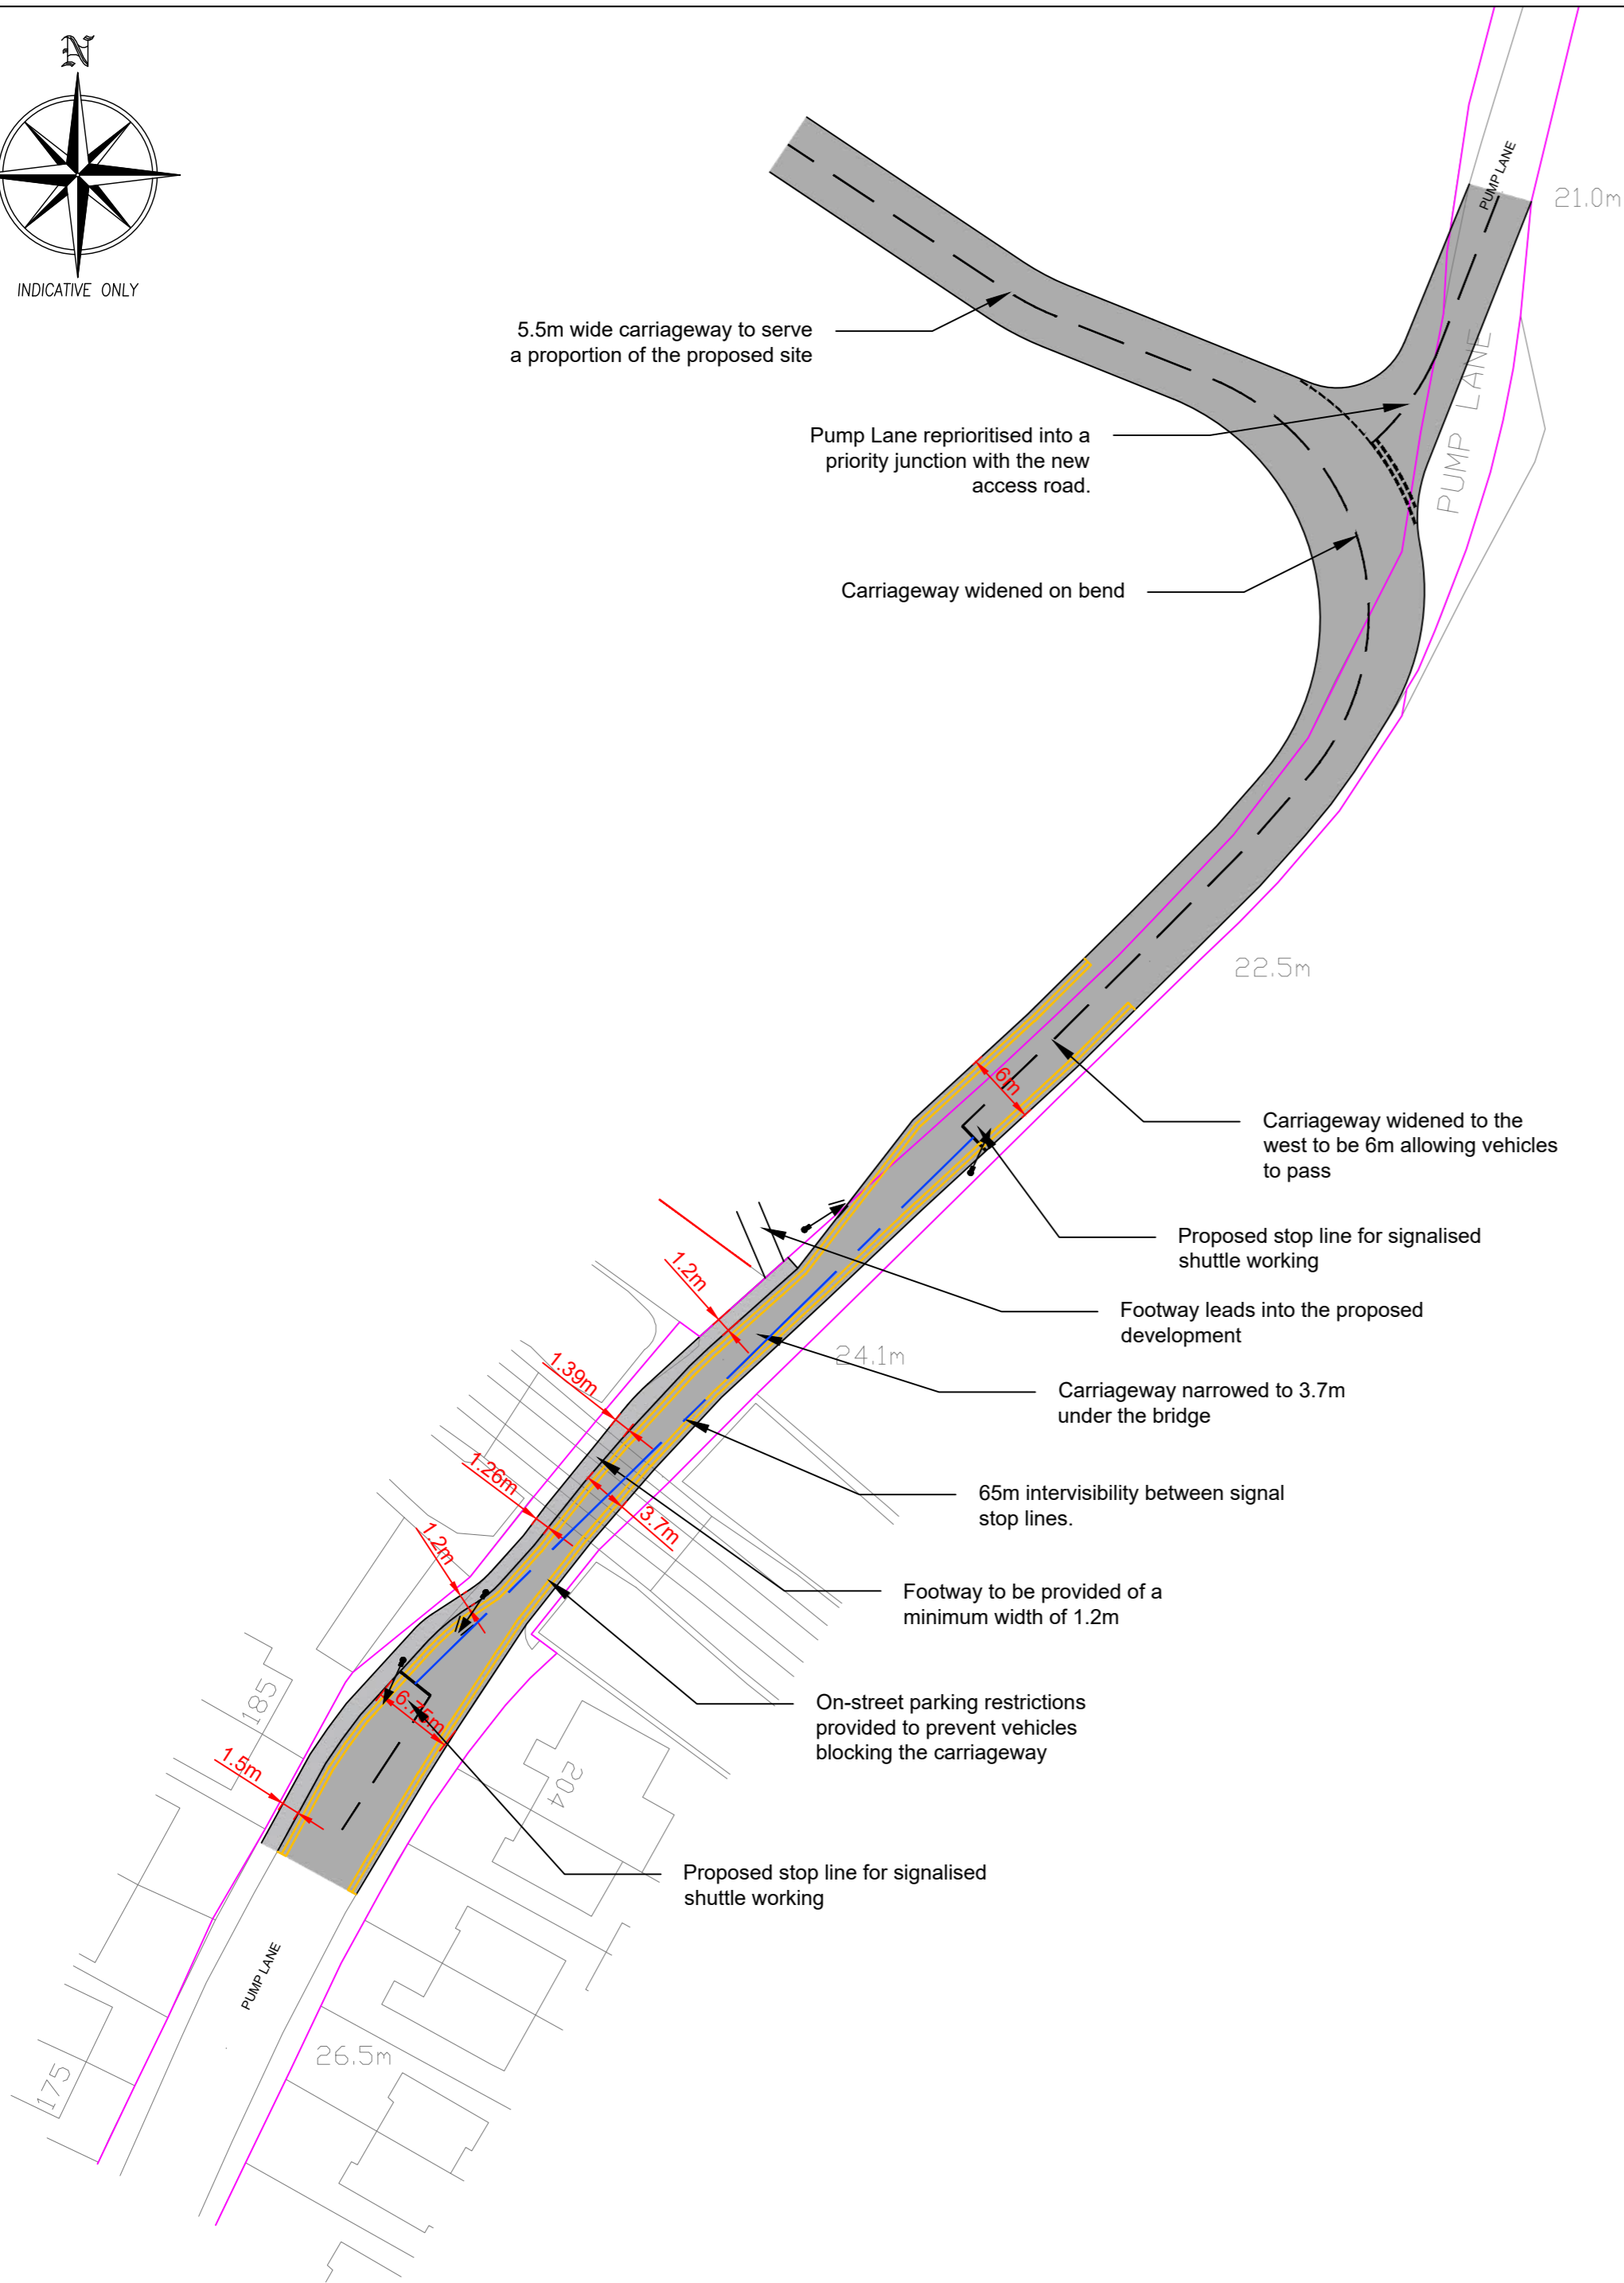 N
INDICATIVE ONLY
PUMP LANE
21.0m
5.5m wide carriageway to serve
a proportion of the proposed site
PUMP LANE
Pump Lane reprioritised into a
priority junction with the new
access road.
Carriageway widened on bend
22.5m
6m
Carriageway widened to the
west to be 6m allowing vehicles
to pass
Proposed stop line for signalised
shuttle working
1.2m
Footway leads into the proposed
development
24.1m
1.39m
Carriageway narrowed to 3.7m
under the bridge
1.26m
65m intervisibility between signal
stop lines.
3.7m
1.2m
Footway to be provided of a
minimum width of 1.2m
185
6.75m
On-street parking restrictions
provided to prevent vehicles
blocking the carriageway
1.5m
204
Proposed stop line for signalised
shuttle working
PUMP LANE
26.5m
175